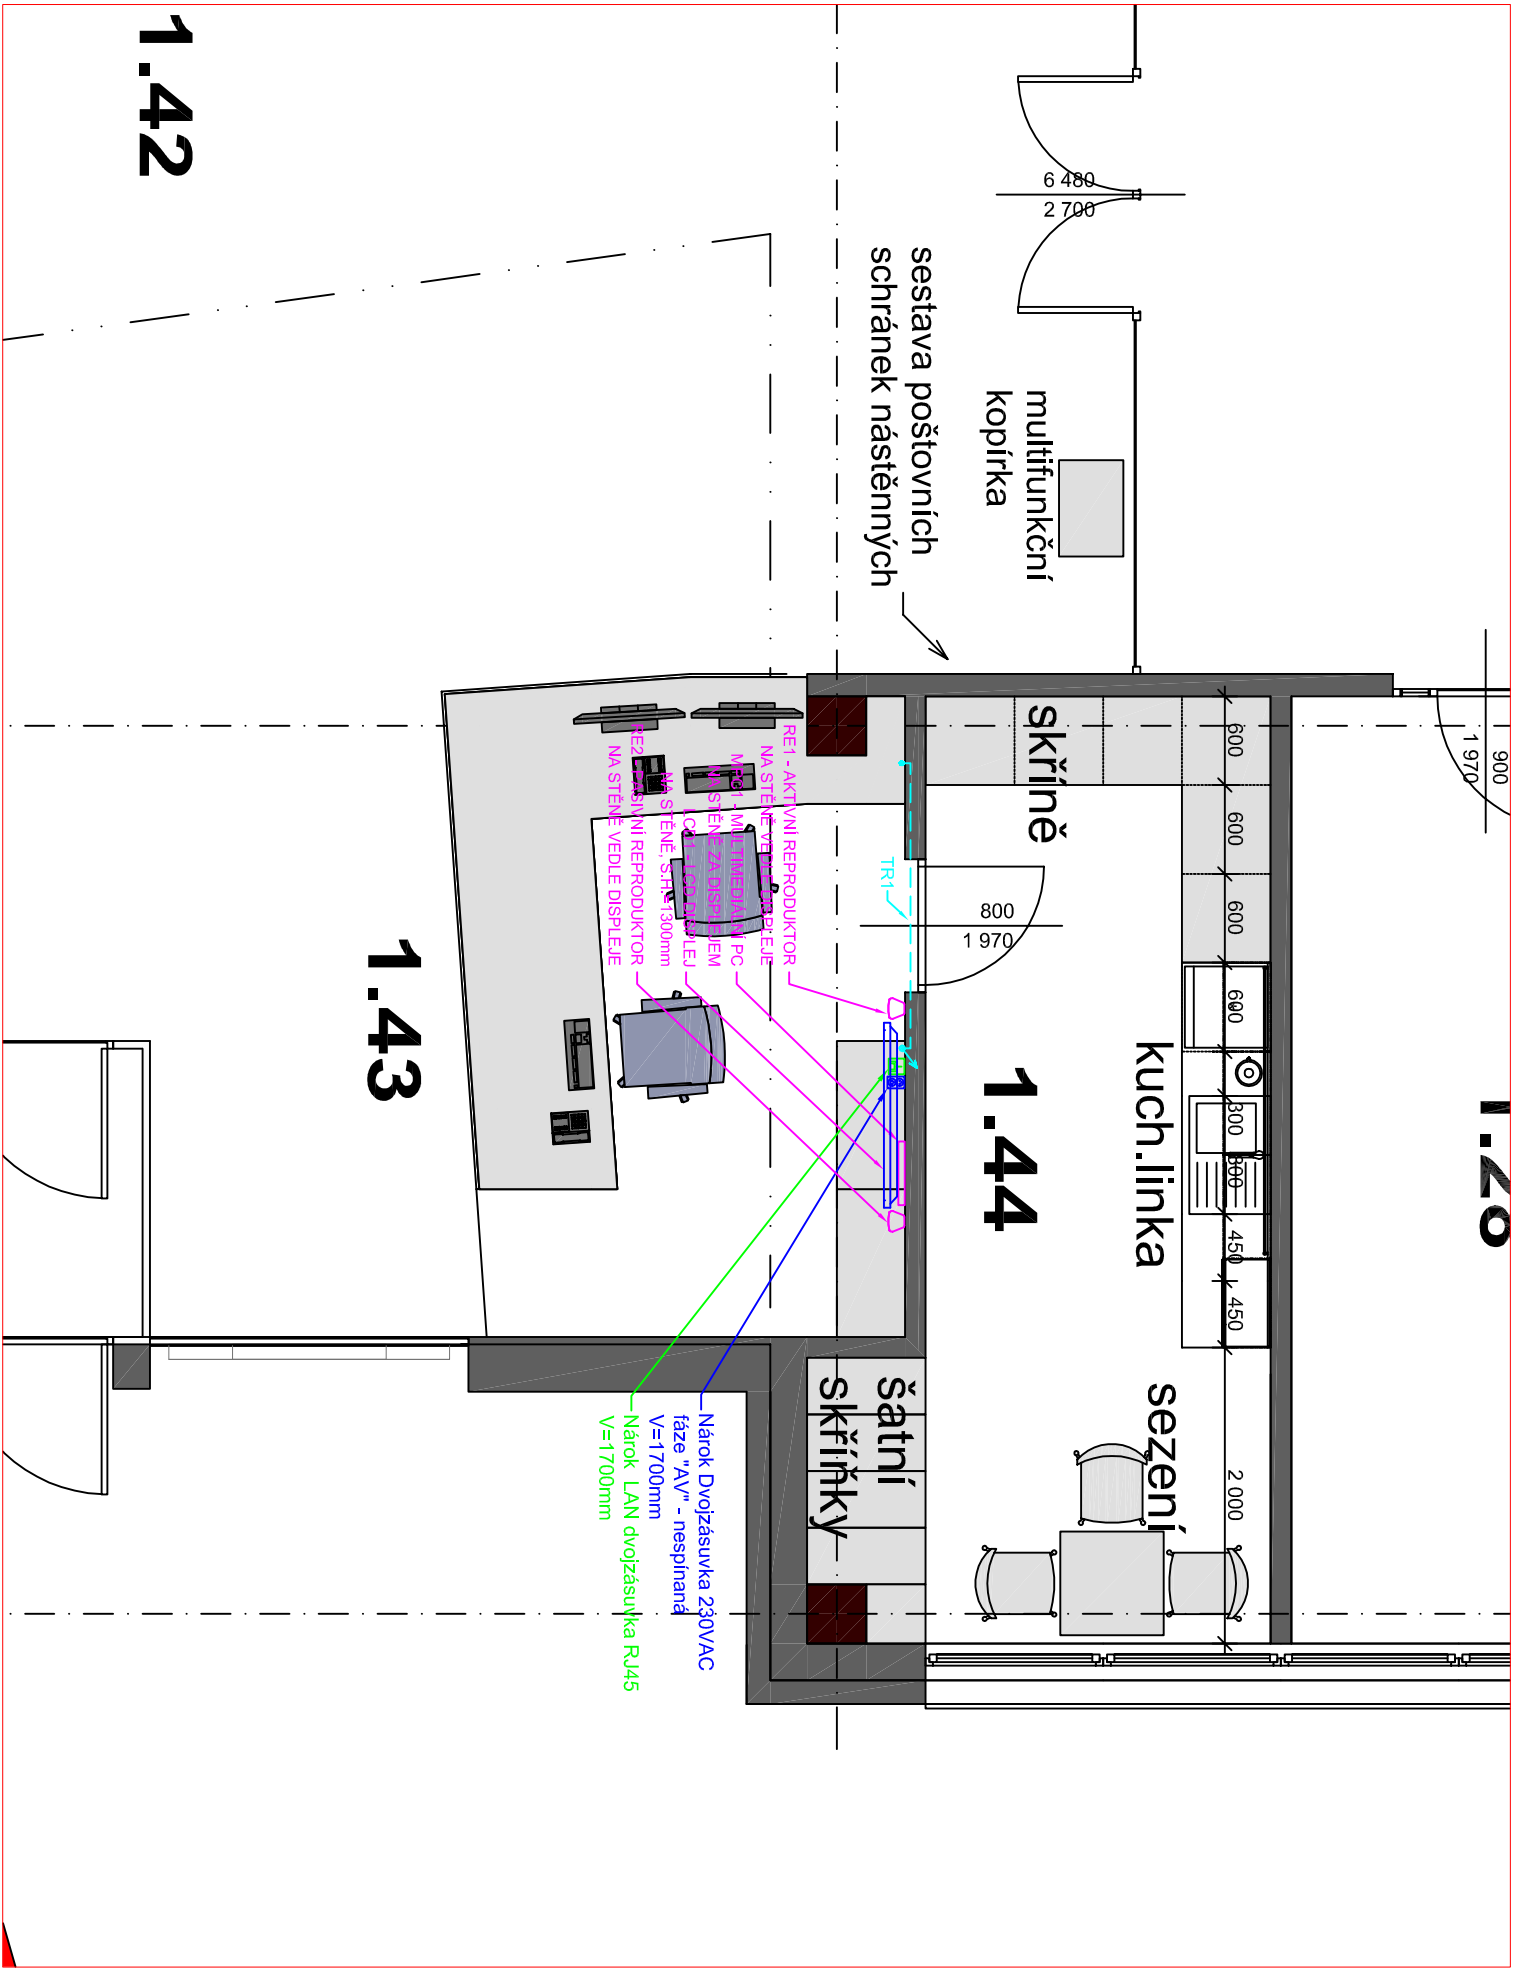 1.42
6 480
2 700
sestava poštovních
schránek nástěnných
multifunkční
kopírka
900
1 970
skříně
600
600
600
600
300
300
450
450
2 000
800
1 970
TR1
RE1 - AKTIVNÍ REPRODUKTOR
NA STĚNĚ VEDLE DISPLEJE
MPC1 - MULTIMEDIÁLNÍ PC
NA STĚNĚ ZA DISPLEJEM
LCD1 - LCD DISPLEJ
NA STĚNĚ, S.H.=1300mm
RE2 - PASIVNÍ REPRODUKTOR
NA STĚNĚ VEDLE DISPLEJE
1.43
1.44
kuch.linka
1.26
sezení
šatní
skříňky
Nárok Dvojzásuvka 230VAC
fáze "AV" - nespínaná
V=1700mm
Nárok LAN dvojzásuvka RJ45
V=1700mm